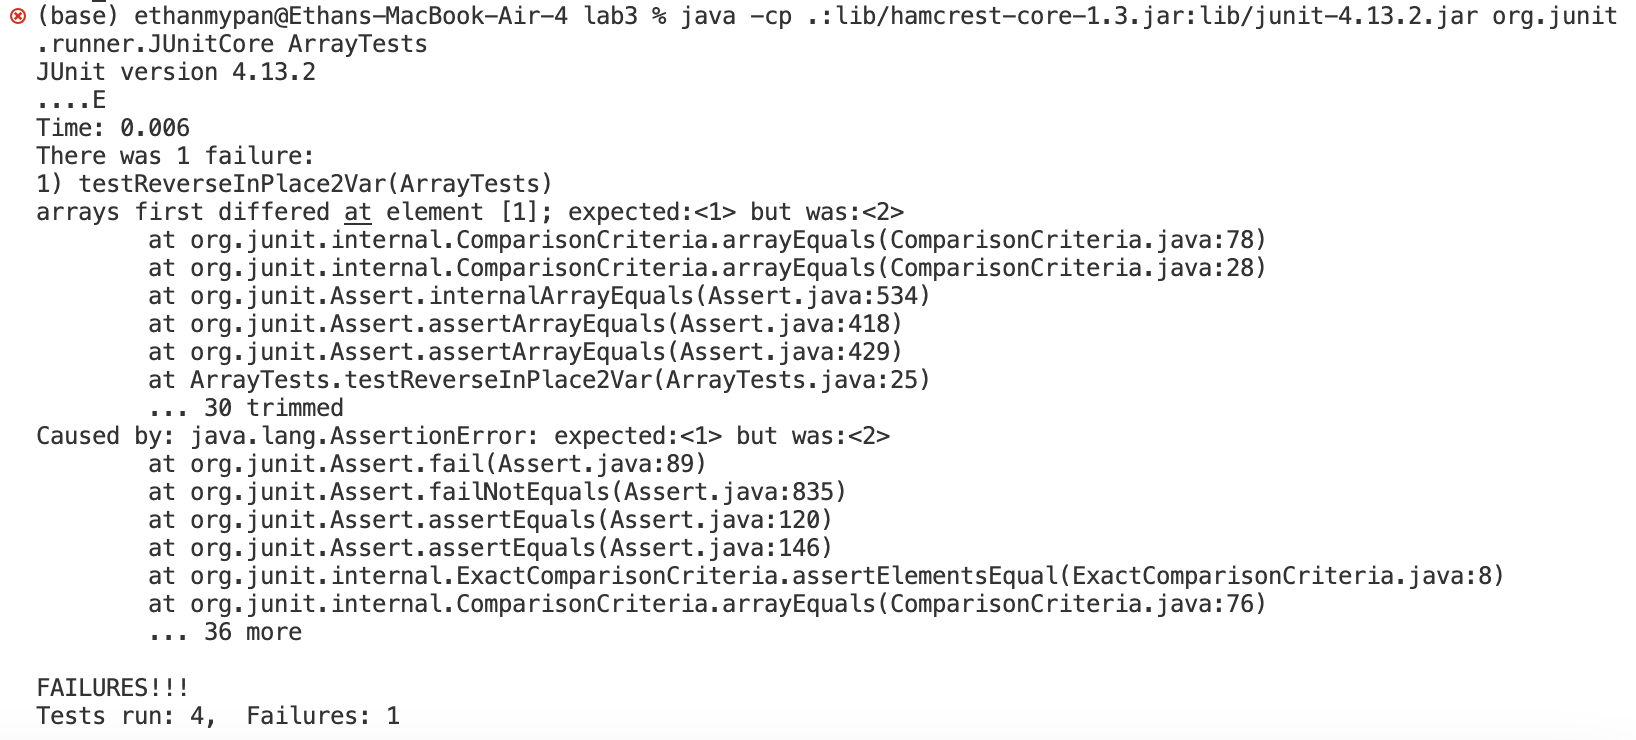 (base) ethanmypan@Ethans-MacBook-Air-4 lab3 % java -cp .:lib/hamcrest-core-1.3.jar:lib/junit-4.13.2.jar org.junit
.runner.JUnitCore ArrayTests
JUnit version 4.13.2
....E
Time: 0.006
There was 1 failure:
1) testReverseInPlace2Var(ArrayTests)
arrays first differed at element [1]; expected:<1> but was:<2>
        at org.junit.internal.ComparisonCriteria.arrayEquals(ComparisonCriteria.java:78)
        at org.junit.internal.ComparisonCriteria.arrayEquals(ComparisonCriteria.java:28)
        at org.junit.Assert.internalArrayEquals(Assert.java:534)
        at org.junit.Assert.assertArrayEquals(Assert.java:418)
        at org.junit.Assert.assertArrayEquals(Assert.java:429)
        at ArrayTests.testReverseInPlace2Var(ArrayTests.java:25)
        ... 30 trimmed
Caused by: java.lang.AssertionError: expected:<1> but was:<2>
        at org.junit.Assert.fail(Assert.java:89)
        at org.junit.Assert.failNotEquals(Assert.java:835)
        at org.junit.Assert.assertEquals(Assert.java:120)
        at org.junit.Assert.assertEquals(Assert.java:146)
        at org.junit.internal.ExactComparisonCriteria.assertElementsEqual(ExactComparisonCriteria.java:8)
        at org.junit.internal.ComparisonCriteria.arrayEquals(ComparisonCriteria.java:76)
        ... 36 more

FAILURES!!!
Tests run: 4,  Failures: 1